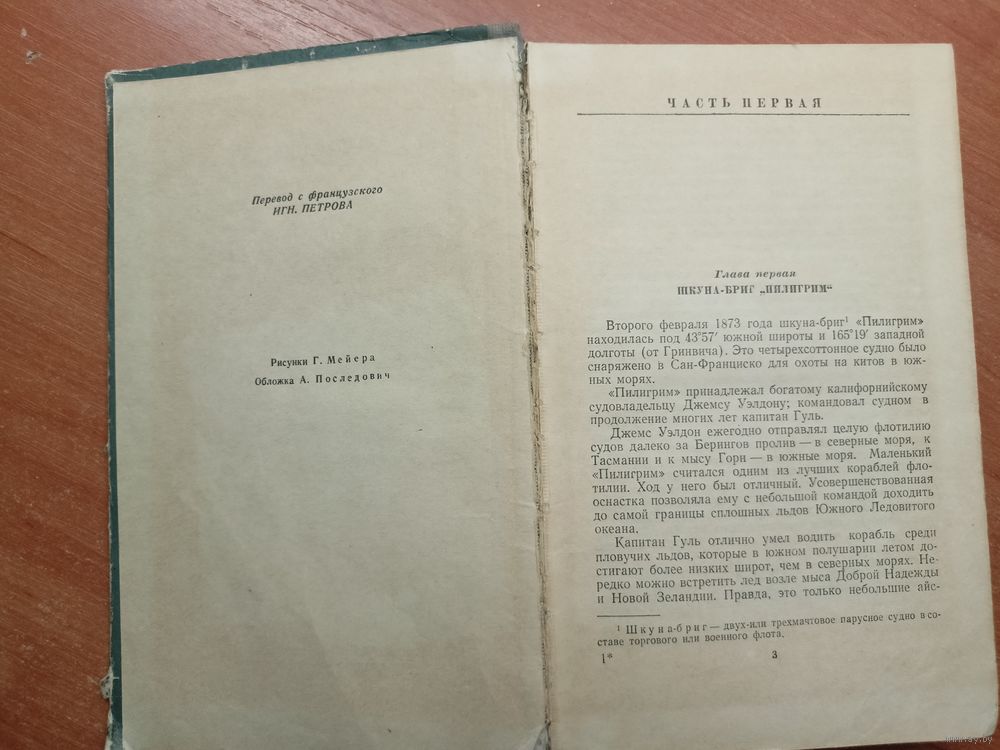 Перевод с французского
ИГН. ПЕТРОВА
Рисунки Г. Мейера
Обложка А. Последович
ЧАСТЬ ПЕРВАЯ
Глава первая
ШКУНА-БРИГ „ПИЛИГРИМ“
Второго февраля 1873 года шкуна-бриг¹ «Пилигрим»
находилась под 43°57′ южной широты и 165°19′ западной
долготы (от Гринвича). Это четырехсоттонное судно было
снаряжено в Сан-Франциско для охоты на китов в юж-
ных морях.
«Пилигрим» принадлежал богатому калифорнийскому
судовладельцу Джемсу Уэлдону; командовал судном в
продолжение многих лет капитан Гуль.
Джемс Уэлдон ежегодно отправлял целую флотилию
судов далеко за Берингов пролив — в северные моря, к
Тасмании и к мысу Горн — в южные моря. Маленький
«Пилигрим» считался одним из лучших кораблей фло-
тилии. Ход у него был отличный. Усовершенствованная
оснастка позволяла ему с небольшой командой доходить
до самой границы сплошных льдов Южного Ледовитого
океана.
Капитан Гуль отлично умел водить корабль среди
пловучих льдов, которые в южном полушарии летом до-
стигают более низких широт, чем в северных морях. Не-
редко можно встретить лед возле мыса Доброй Надежды
и Новой Зеландии. Правда, это только небольшие айс-
¹ Шкуна-бриг — двух-или трехмачтовое парусное судно в со-
ставе торгового или военного флота.
1*
3